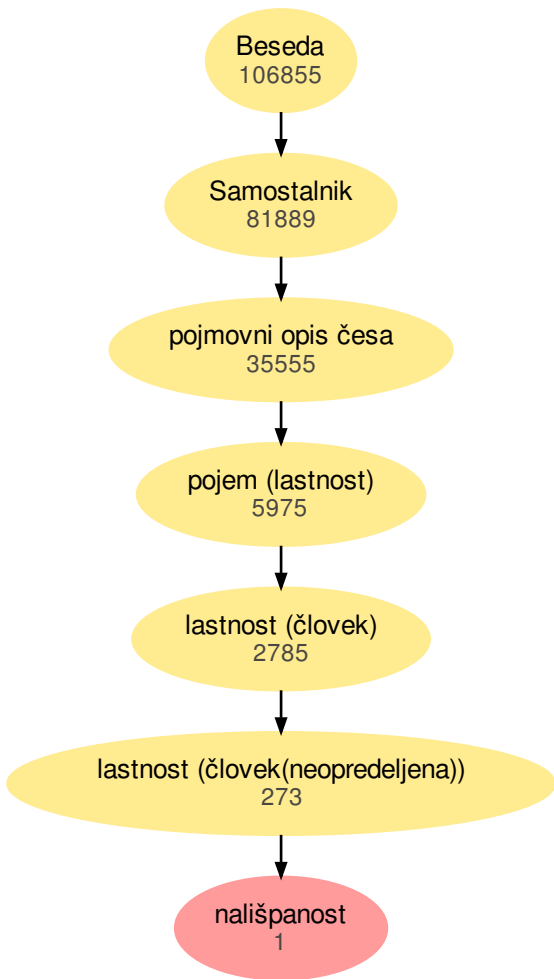 Beseda
106855
Samostalnik
81889
pojmovni opis česa
35555
pojem (lastnost)
5975
lastnost (človek)
2785
lastnost (človek(neopredeljena))
273
nališpanost
1